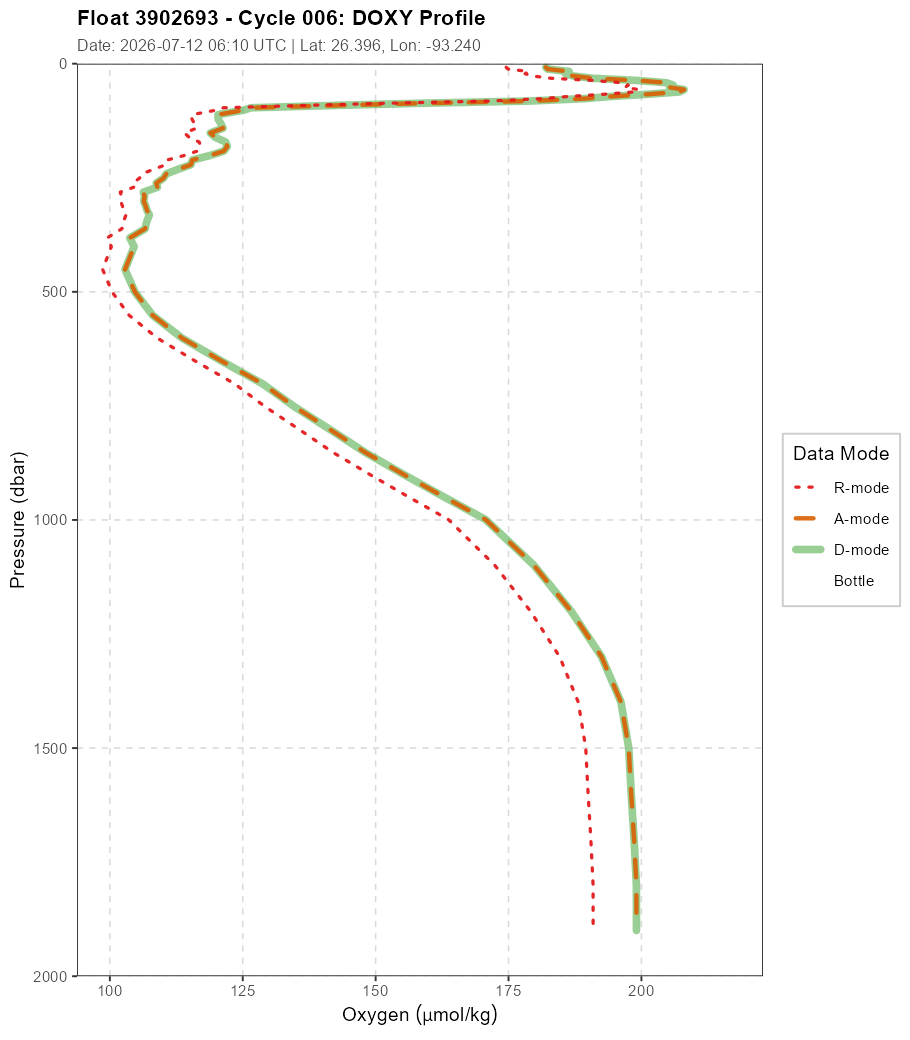 Float 3902693 - Cycle 006: DOXY Profile
Date: 2026-07-12 06:10 UTC | Lat: 26.396, Lon: -93.240
0
500
1000
1500
2000
Pressure (dbar)
100 125 150 175 200
Oxygen (μmol/kg)
Data Mode
R-mode
A-mode
D-mode
Bottle